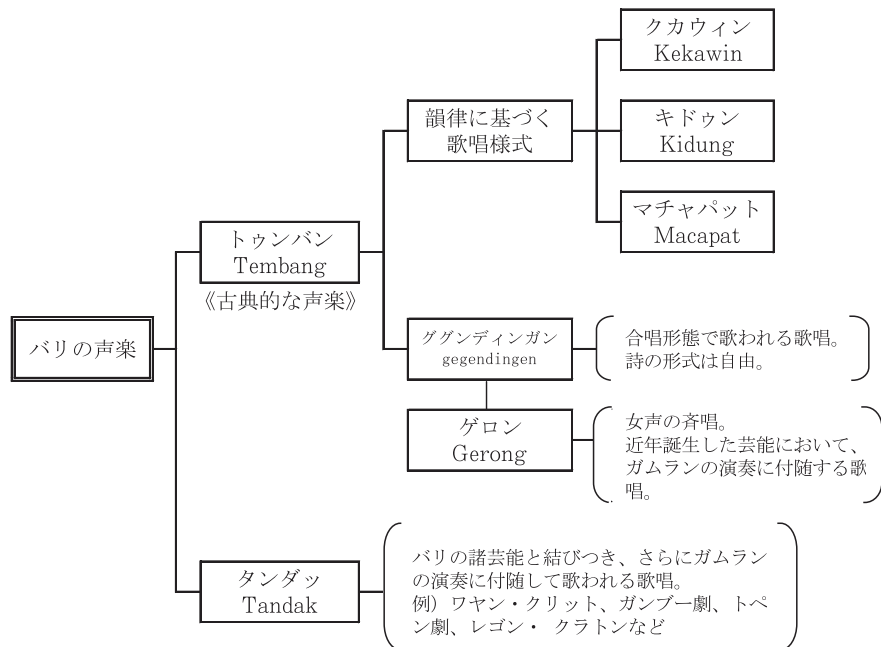 クカウィン
Kekawin
韻律に基づく
歌唱様式
キドゥン
Kidung
マチャパット
Macapat
トゥンバン
Tembang
《古典的な声楽》
バリの声楽
ググンディンガン
gegendingen
合唱形態で歌われる歌唱。
詩の形式は自由。
ゲロン
Gerong
女声の斉唱。
近年誕生した芸能において、
ガムランの演奏に付随する歌
唱。
タンダッ
Tandak
バリの諸芸能と結びつき、さらにガムラン
の演奏に付随して歌われる歌唱。
例）ワヤン・クリット、ガンブー劇、トペ
ン劇、レゴン・ クラトンなど